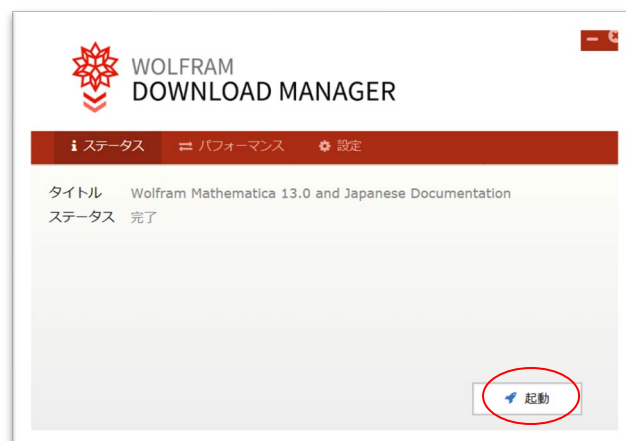 WOLFRAM
DOWNLOAD MANAGER
ステータス パフォーマンス 設定
タイトル Wolfram Mathematica 13.0 and Japanese Documentation
ステータス 完了
起動